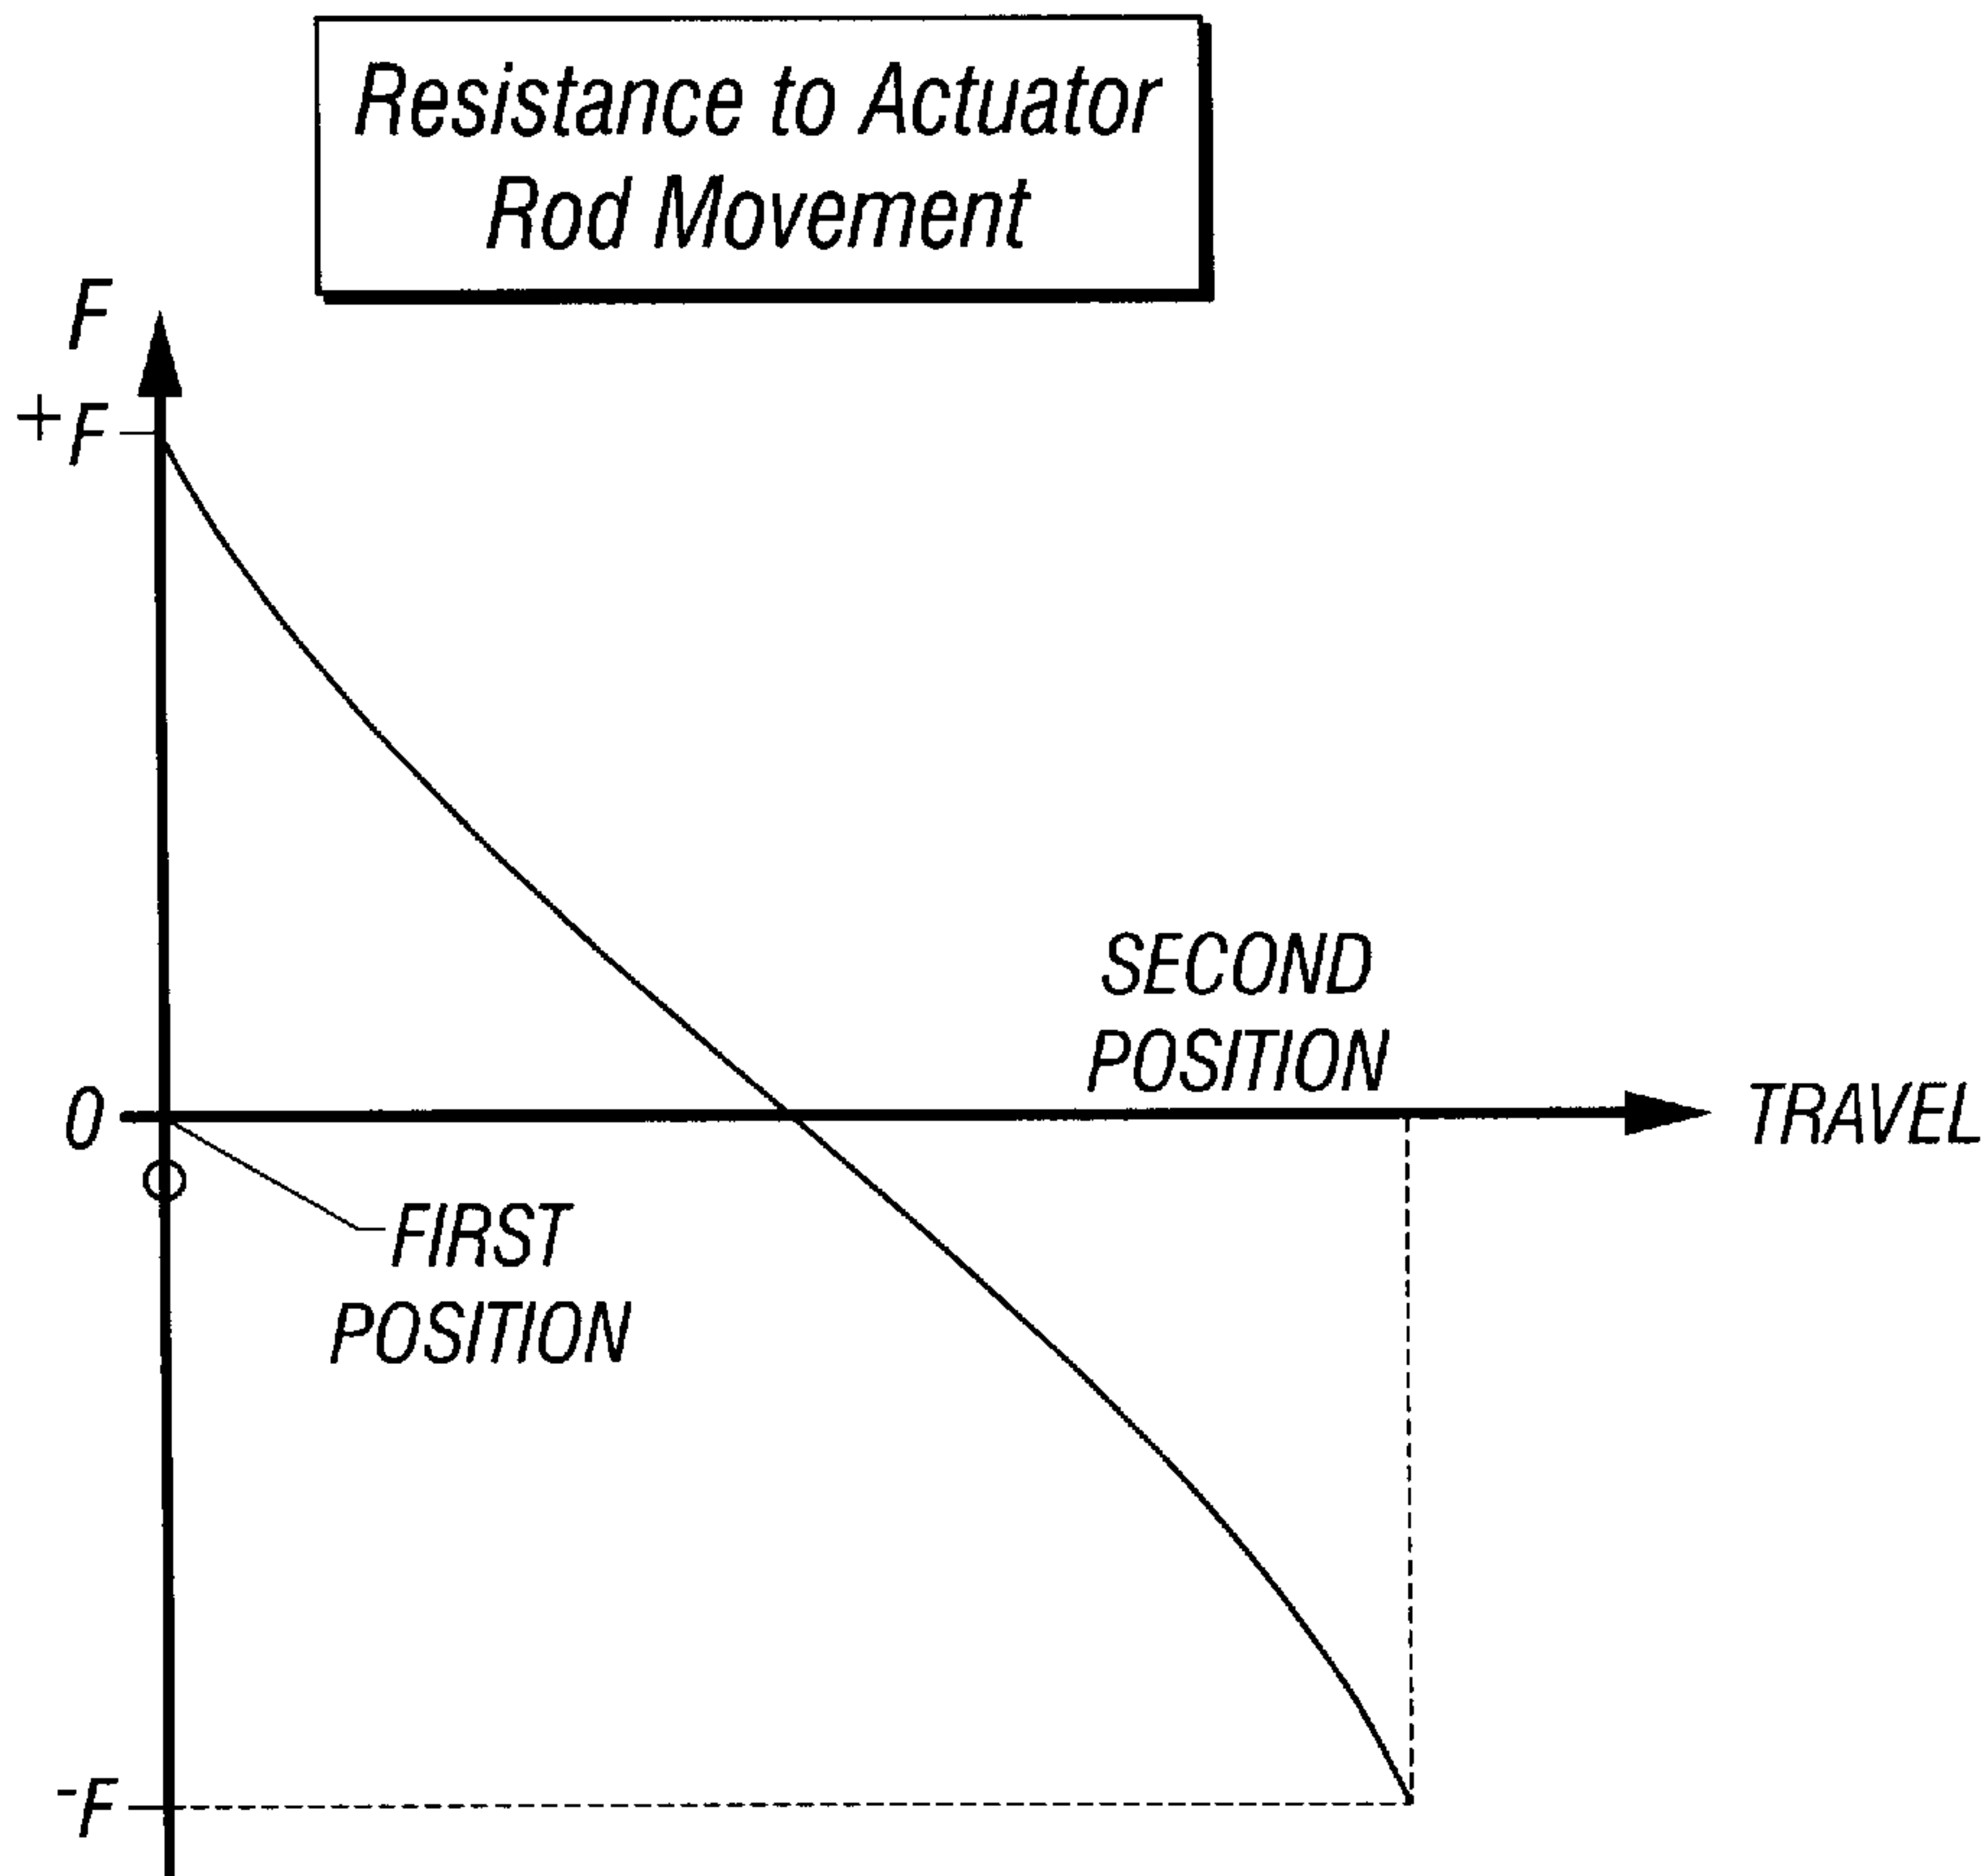 Resistance to Actuator
Rod Movement
F
+F
SECOND
POSITION
0
TRAVEL
FIRST
POSITION
-F